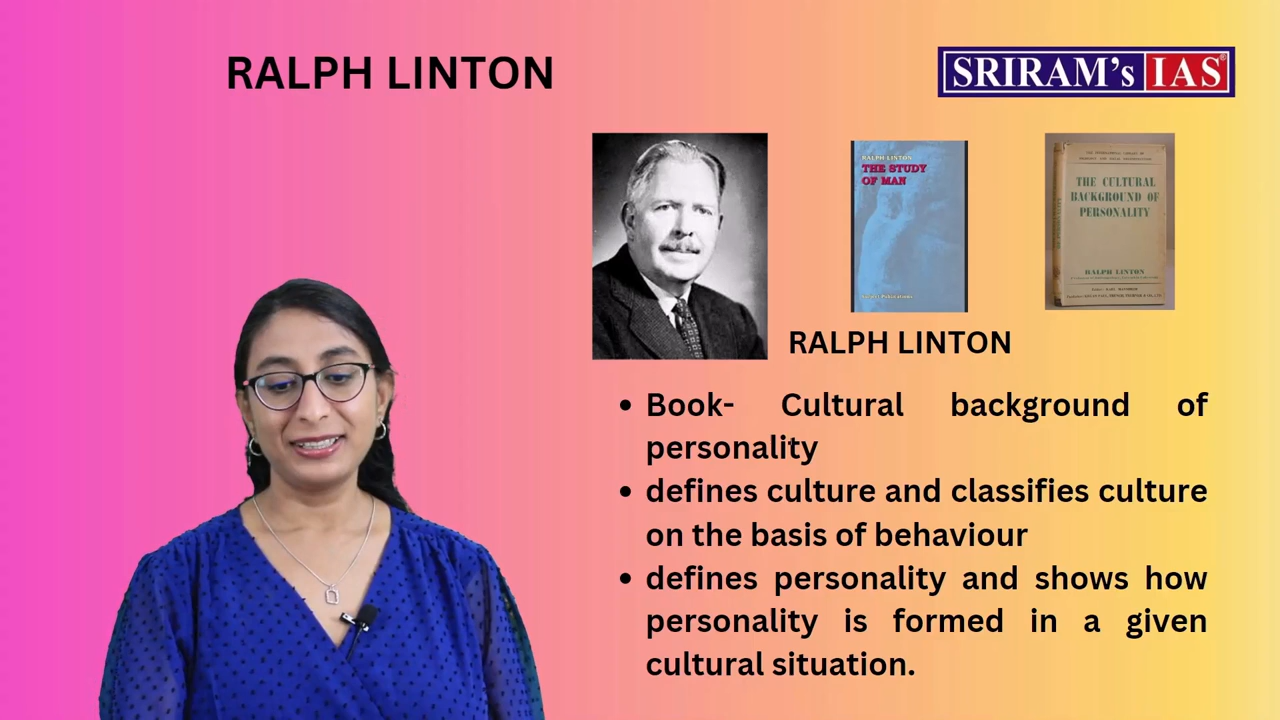 RALPH LINTON
SRIRAM's IAS®
RALPH LINTON
THE STUDY
OF MAN
THE CULTURAL
BACKGROUND OF
PERSONALITY
RALPH LINTON
RALPH LINTON
• Book- Cultural background of
personality
• defines culture and classifies culture
on the basis of behaviour
• defines personality and shows how
personality is formed in a given
cultural situation.